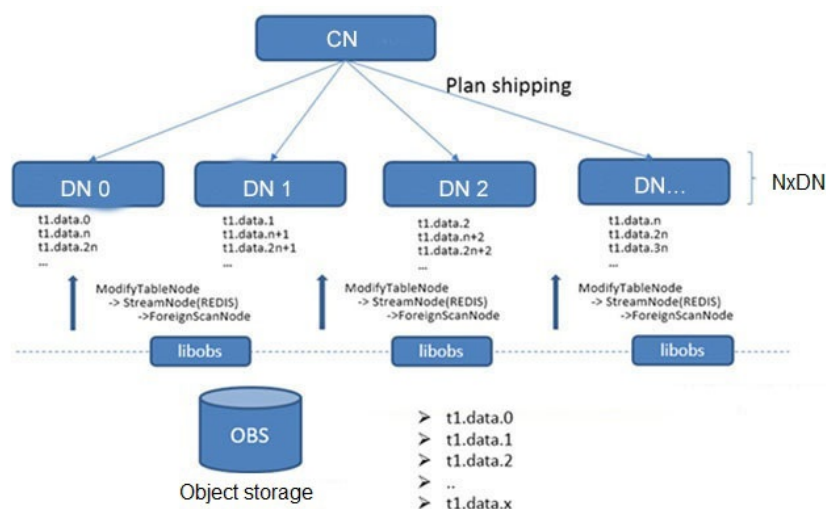 CN
Plan shipping
DN 0
DN 1
DN 2
DN...
NxDN
t1.data.0
t1.data.n
t1.data.2n
...
t1.data.1
t1.data.n+1
t1.data.2n+1
...
t1.data.2
t1.data.n+2
t1.data.2n+2
...
t1.data.n
t1.data.2n
t1.data.3n
...
ModifyTableNode
-> StreamNode(REDIS)
->ForeignScanNode
ModifyTableNode
-> StreamNode(REDIS)
->ForeignScanNode
ModifyTableNode
-> StreamNode(REDIS)
->ForeignScanNode
libobs
libobs
libobs
OBS
Object storage
➢ t1.data.0
➢ t1.data.1
➢ t1.data.2
➢ ..
➢ t1.data.x